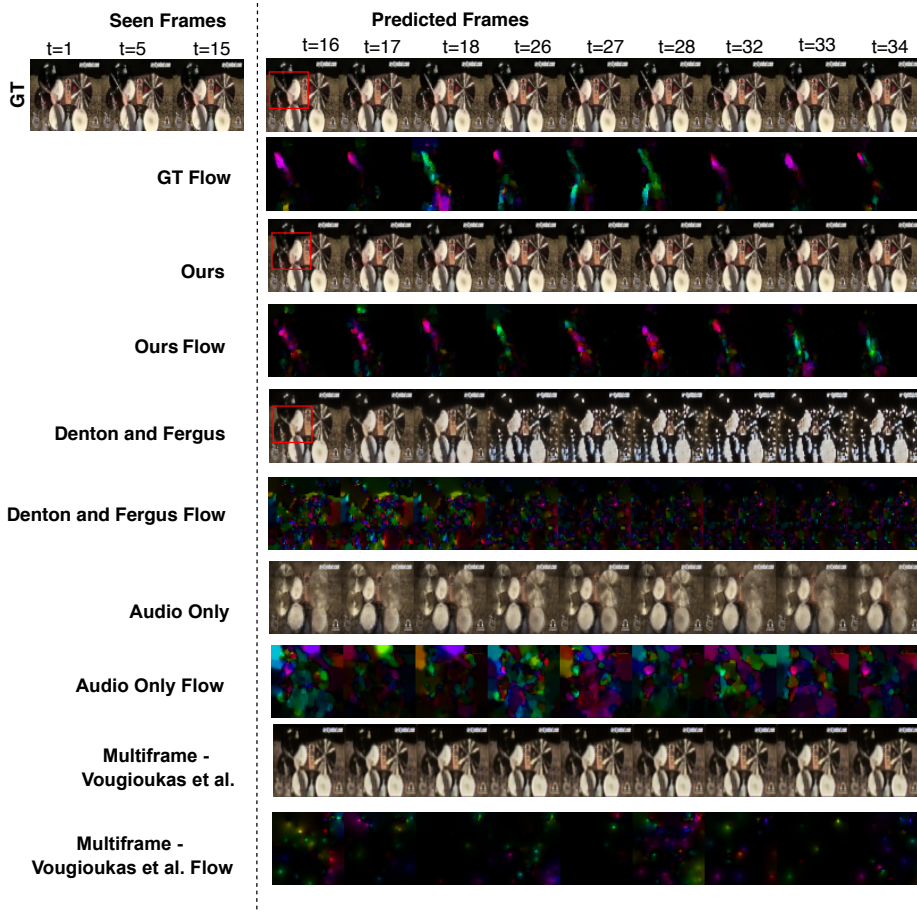 Seen Frames
Predicted Frames
t=1 t=5 t=15
t=16 t=17 t=18 t=26 t=27 t=28 t=32 t=33 t=34
GT
GT Flow
Ours
Ours Flow
Denton and Fergus
Denton and Fergus Flow
Audio Only
Audio Only Flow
Multiframe -
Vougioukas et al.
Multiframe -
Vougioukas et al. Flow